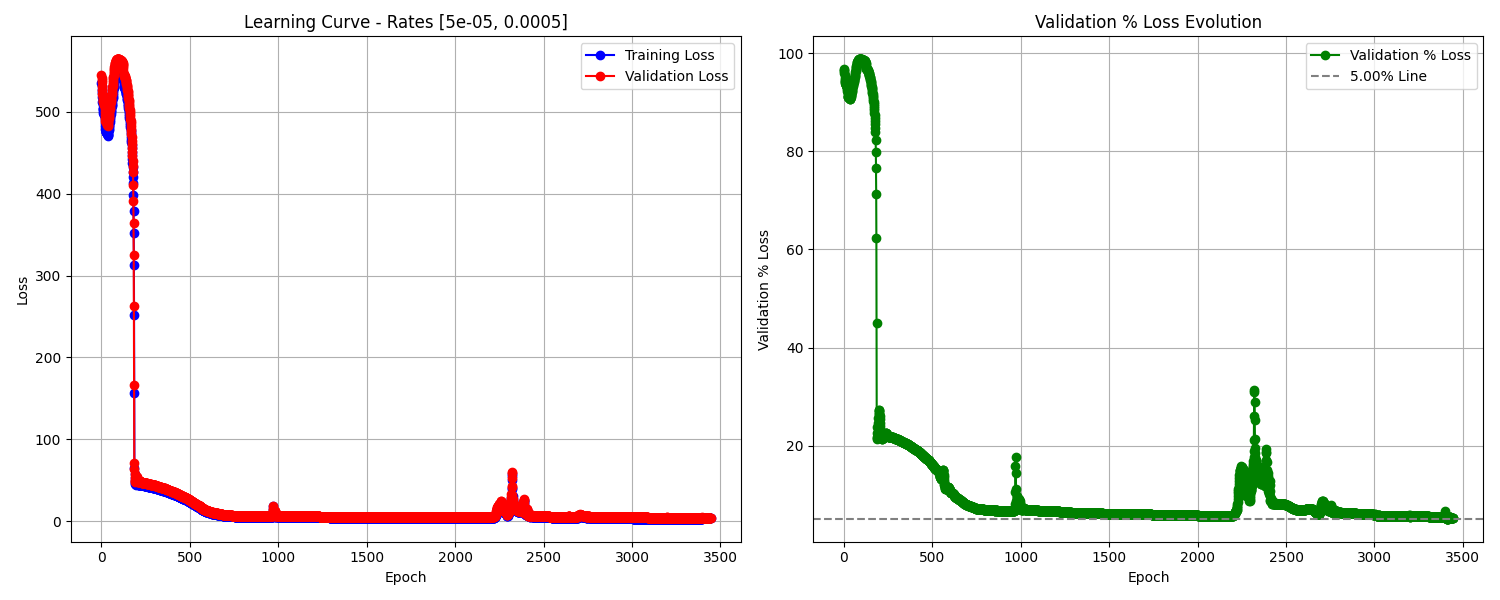 Learning Curve - Rates [5e-05, 0.0005]
Training Loss
Validation Loss
Loss
500
400
300
200
100
0
0 500 1000 1500 2000 2500 3000 3500
Epoch
Validation % Loss Evolution
Validation % Loss
5.00% Line
Validation % Loss
100
80
60
40
20
0 500 1000 1500 2000 2500 3000 3500
Epoch